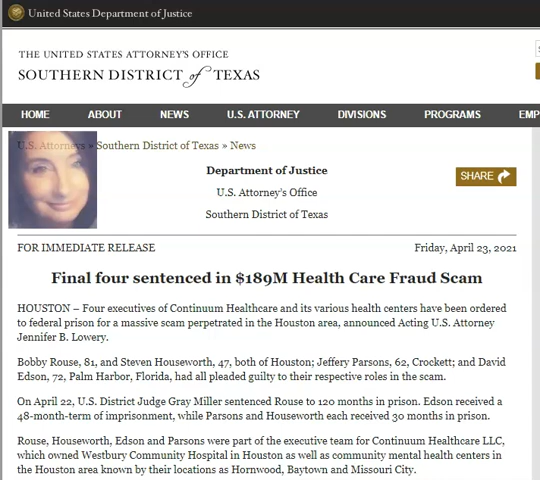 United States Department of Justice
THE UNITED STATES ATTORNEY'S OFFICE
SOUTHERN DISTRICT of TEXAS
HOME ABOUT NEWS U.S. ATTORNEY DIVISIONS PROGRAMS EMP
U.S. Attorneys » Southern District of Texas » News
Department of Justice
SHARE
U.S. Attorney's Office
Southern District of Texas
FOR IMMEDIATE RELEASE Friday, April 23, 2021
Final four sentenced in $189M Health Care Fraud Scam
HOUSTON – Four executives of Continuum Healthcare and its various health centers have been ordered
to federal prison for a massive scam perpetrated in the Houston area, announced Acting U.S. Attorney
Jennifer B. Lowery.
Bobby Rouse, 81, and Steven Houseworth, 47, both of Houston; Jeffery Parsons, 62, Crockett; and David
Edson, 72, Palm Harbor, Florida, had all pleaded guilty to their respective roles in the scam.
On April 22, U.S. District Judge Gray Miller sentenced Rouse to 120 months in prison. Edson received a
48-month-term of imprisonment, while Parsons and Houseworth each received 30 months in prison.
Rouse, Houseworth, Edson and Parsons were part of the executive team for Continuum Healthcare LLC,
which owned Westbury Community Hospital in Houston as well as community mental health centers in
the Houston area known by their locations as Hornwood, Baytown and Missouri City.